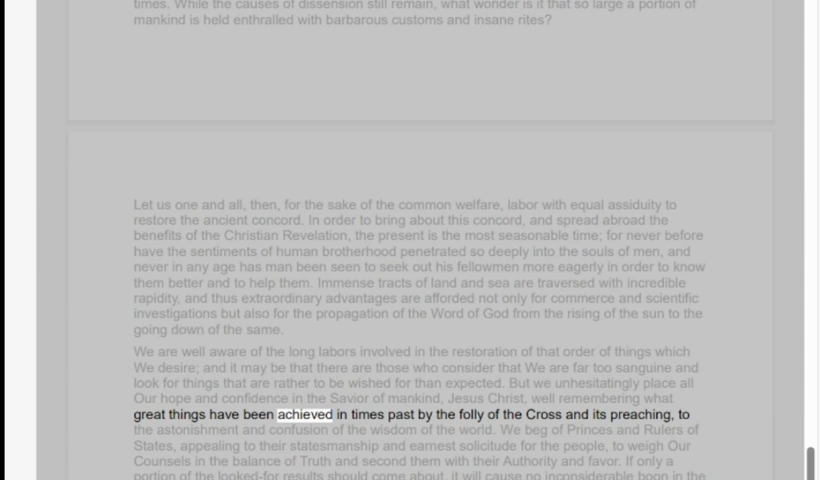 times. While the causes of dissension still remain, what wonder is it that so large a portion of
mankind is held enthralled with barbarous customs and insane rites?
Let us one and all, then, for the sake of the common welfare, labor with equal assiduity to
restore the ancient concord. In order to bring about this concord, and spread abroad the
benefits of the Christian Revelation, the present is the most seasonable time; for never before
have the sentiments of human brotherhood penetrated so deeply into the souls of men, and
never in any age has man been seen to seek out his fellowmen more eagerly in order to know
them better and to help them. Immense tracts of land and sea are traversed with incredible
rapidity, and thus extraordinary advantages are afforded not only for commerce and scientific
investigations but also for the propagation of the Word of God from the rising of the sun to the
going down of the same.
We are well aware of the long labors involved in the restoration of that order of things which
We desire; and it may be that there are those who consider that We are far too sanguine and
look for things that are rather to be wished for than expected. But we unhesitatingly place all
Our hope and confidence in the Savior of mankind, Jesus Christ, well remembering what
great things have been achieved in times past by the folly of the Cross and its preaching, to
the astonishment and confusion of the wisdom of the world. We beg of Princes and Rulers of
States, appealing to their statesmanship and earnest solicitude for the people, to weigh Our
Counsels in the balance of Truth and second them with their Authority and favor. If only a
portion of the looked-for results should come about, it will cause no inconsiderable boon in the